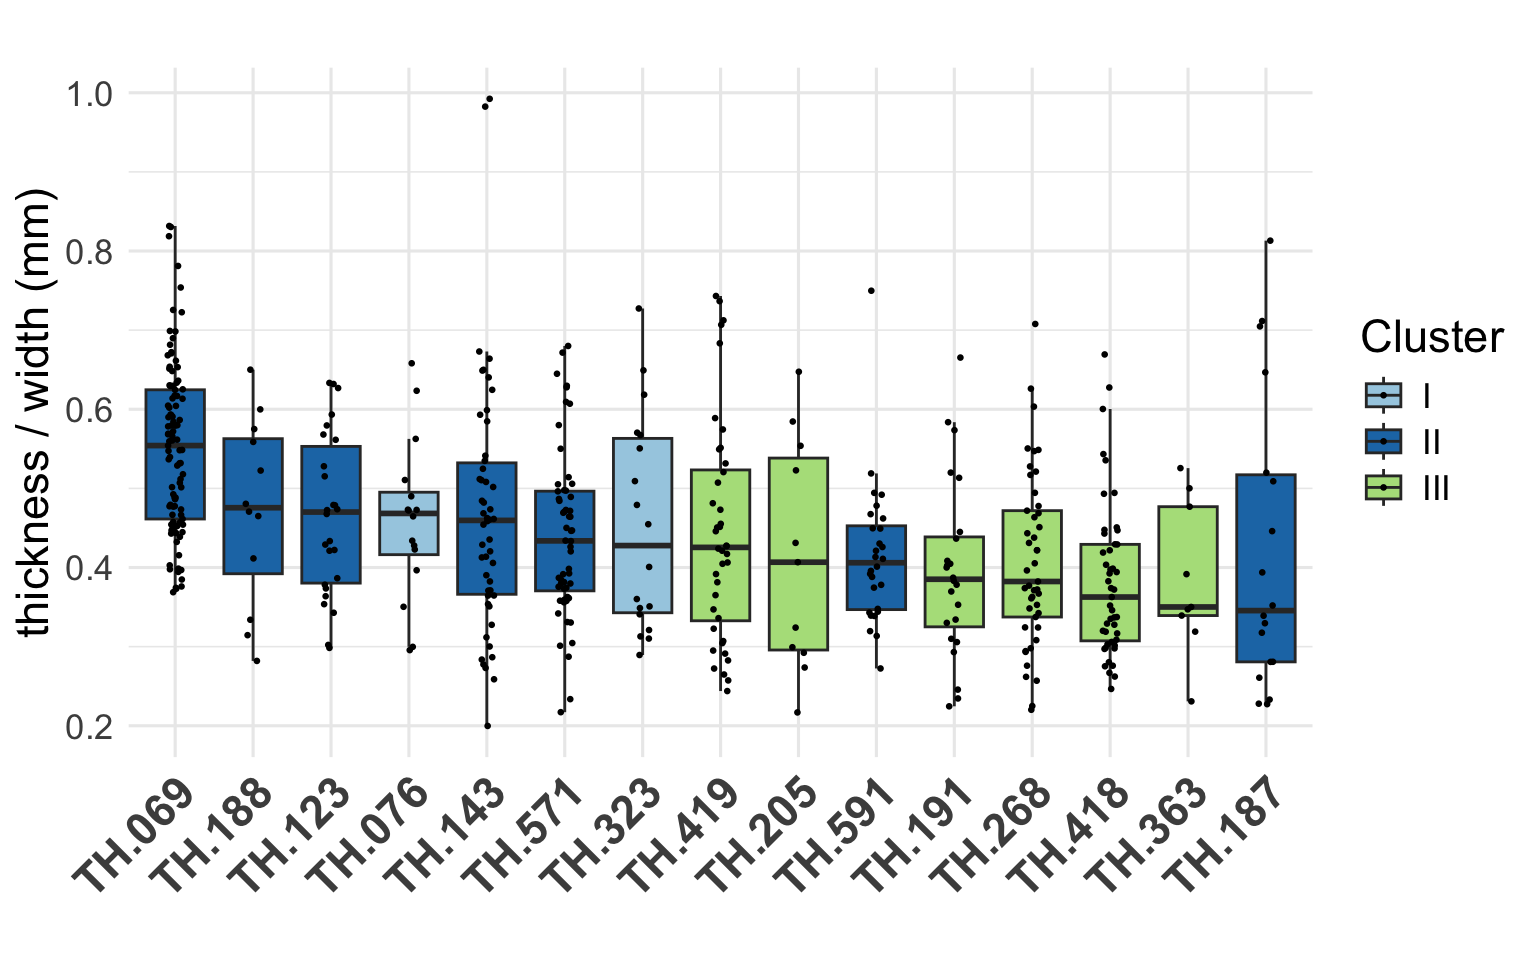 thickness / width (mm)
1.0
0.8
0.6
0.4
0.2
TH.069
TH.188
TH.123
TH.076
TH.143
TH.571
TH.323
TH.419
TH.205
TH.591
TH.191
TH.268
TH.418
TH.363
TH.187
Cluster
I
II
III